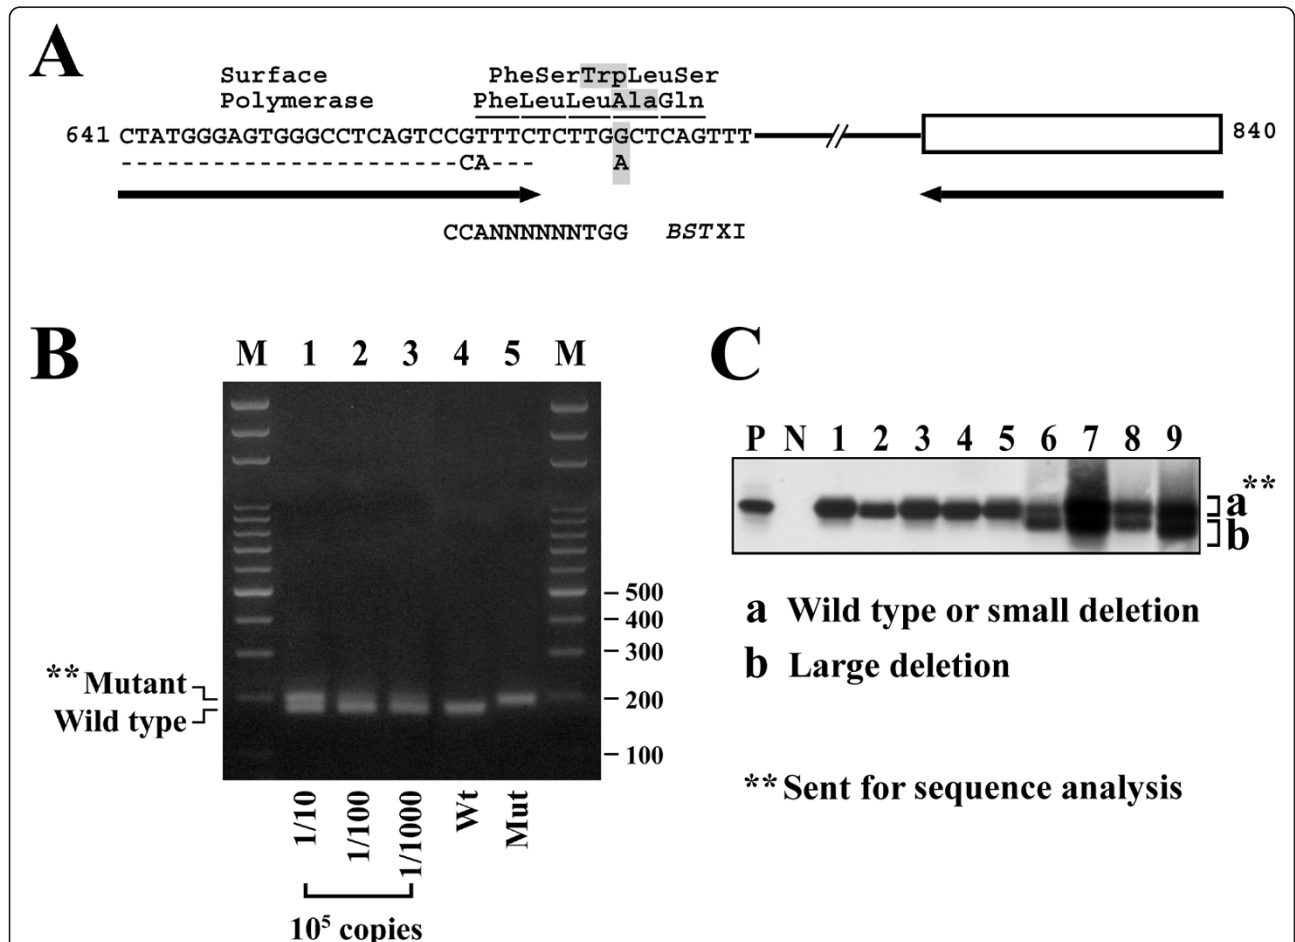 A
Surface PheSerTrpLeuSer
Polymerase PheLeuLeuAlaGln
641 CTATGGGAGTGGGCCTCAGTCCGTTTCTCTTGGCTCAGTTT // 840
---------------------- CA --- A
CCANNNNNNTGG BSTXI
B
M 1 2 3 4 5 M
500
400
300
200
100
**Mutant
Wild type
1/10 1/100 1/1000 Wt Mut
10⁵ copies
C
P N 1 2 3 4 5 6 7 8 9
a**
b
a Wild type or small deletion
b Large deletion
**Sent for sequence analysis